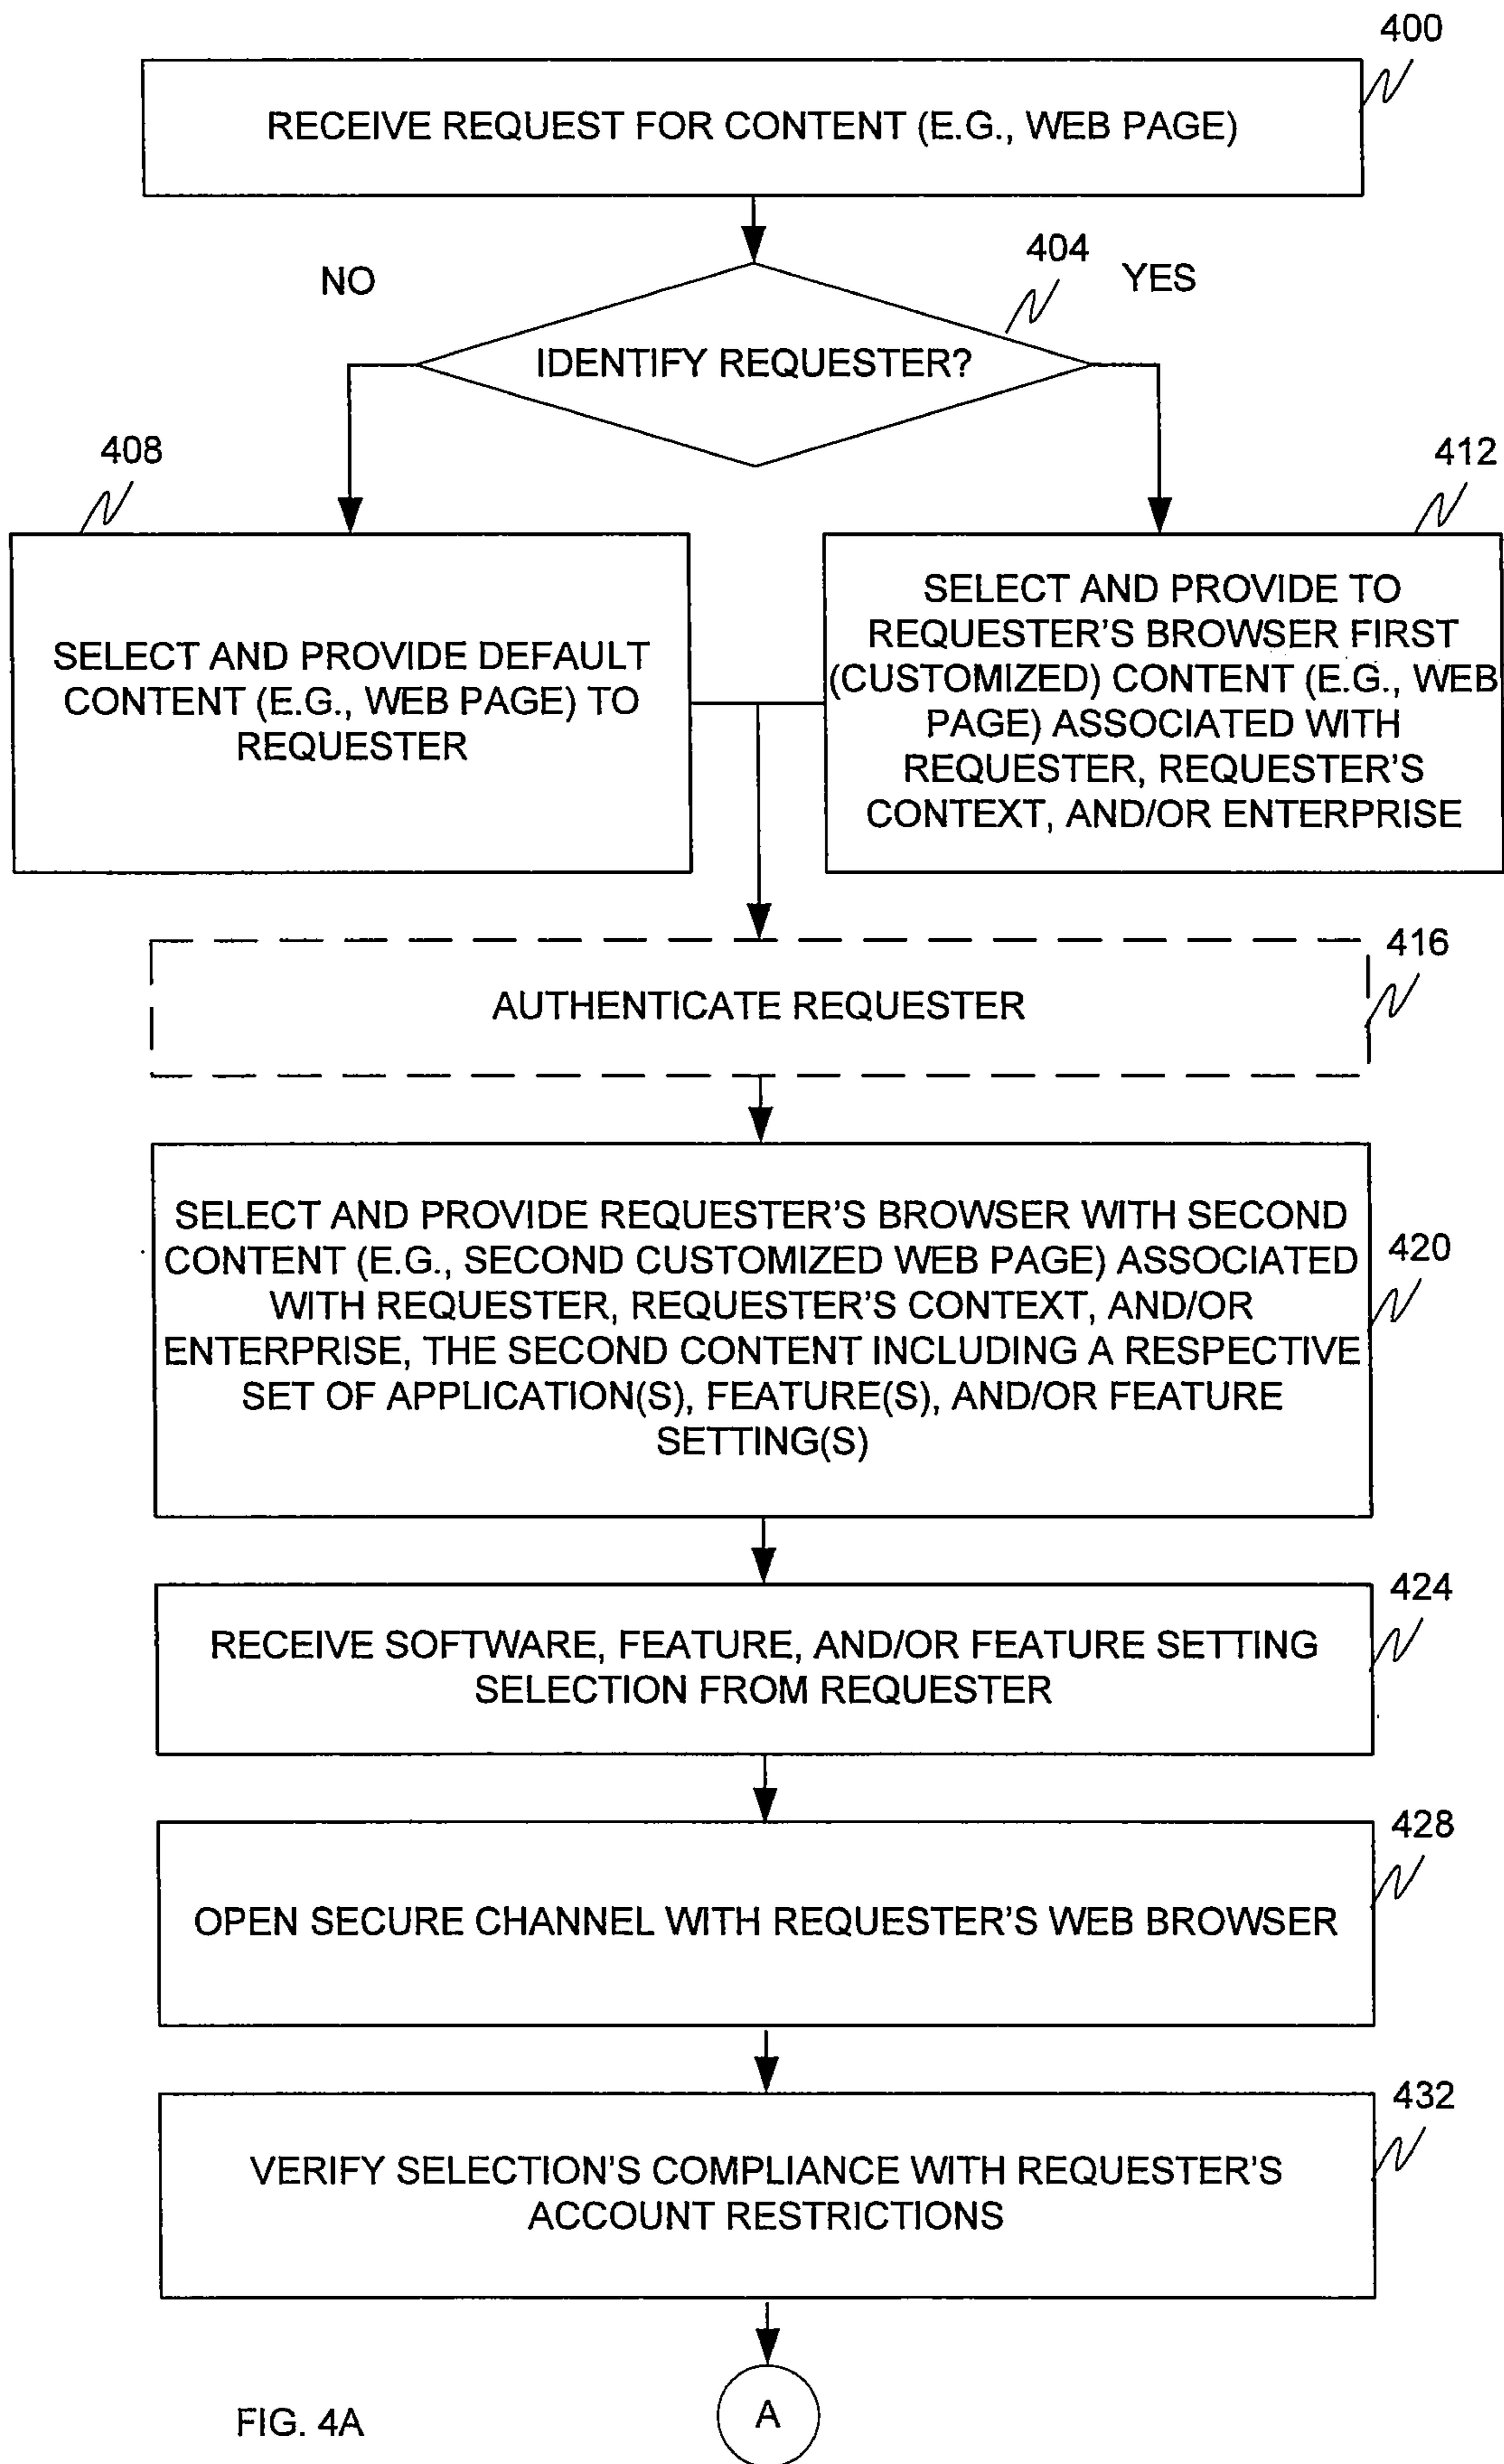 400
RECEIVE REQUEST FOR CONTENT (E.G., WEB PAGE)
404
NO
YES
IDENTIFY REQUESTER?
408
412
SELECT AND PROVIDE DEFAULT
CONTENT (E.G., WEB PAGE) TO
REQUESTER
SELECT AND PROVIDE TO
REQUESTER'S BROWSER FIRST
(CUSTOMIZED) CONTENT (E.G., WEB
PAGE) ASSOCIATED WITH
REQUESTER, REQUESTER'S
CONTEXT, AND/OR ENTERPRISE
416
AUTHENTICATE REQUESTER
SELECT AND PROVIDE REQUESTER'S BROWSER WITH SECOND
CONTENT (E.G., SECOND CUSTOMIZED WEB PAGE) ASSOCIATED
WITH REQUESTER, REQUESTER'S CONTEXT, AND/OR
ENTERPRISE, THE SECOND CONTENT INCLUDING A RESPECTIVE
SET OF APPLICATION(S), FEATURE(S), AND/OR FEATURE
SETTING(S)
420
424
RECEIVE SOFTWARE, FEATURE, AND/OR FEATURE SETTING
SELECTION FROM REQUESTER
428
OPEN SECURE CHANNEL WITH REQUESTER'S WEB BROWSER
432
VERIFY SELECTION'S COMPLIANCE WITH REQUESTER'S
ACCOUNT RESTRICTIONS
A
FIG. 4A